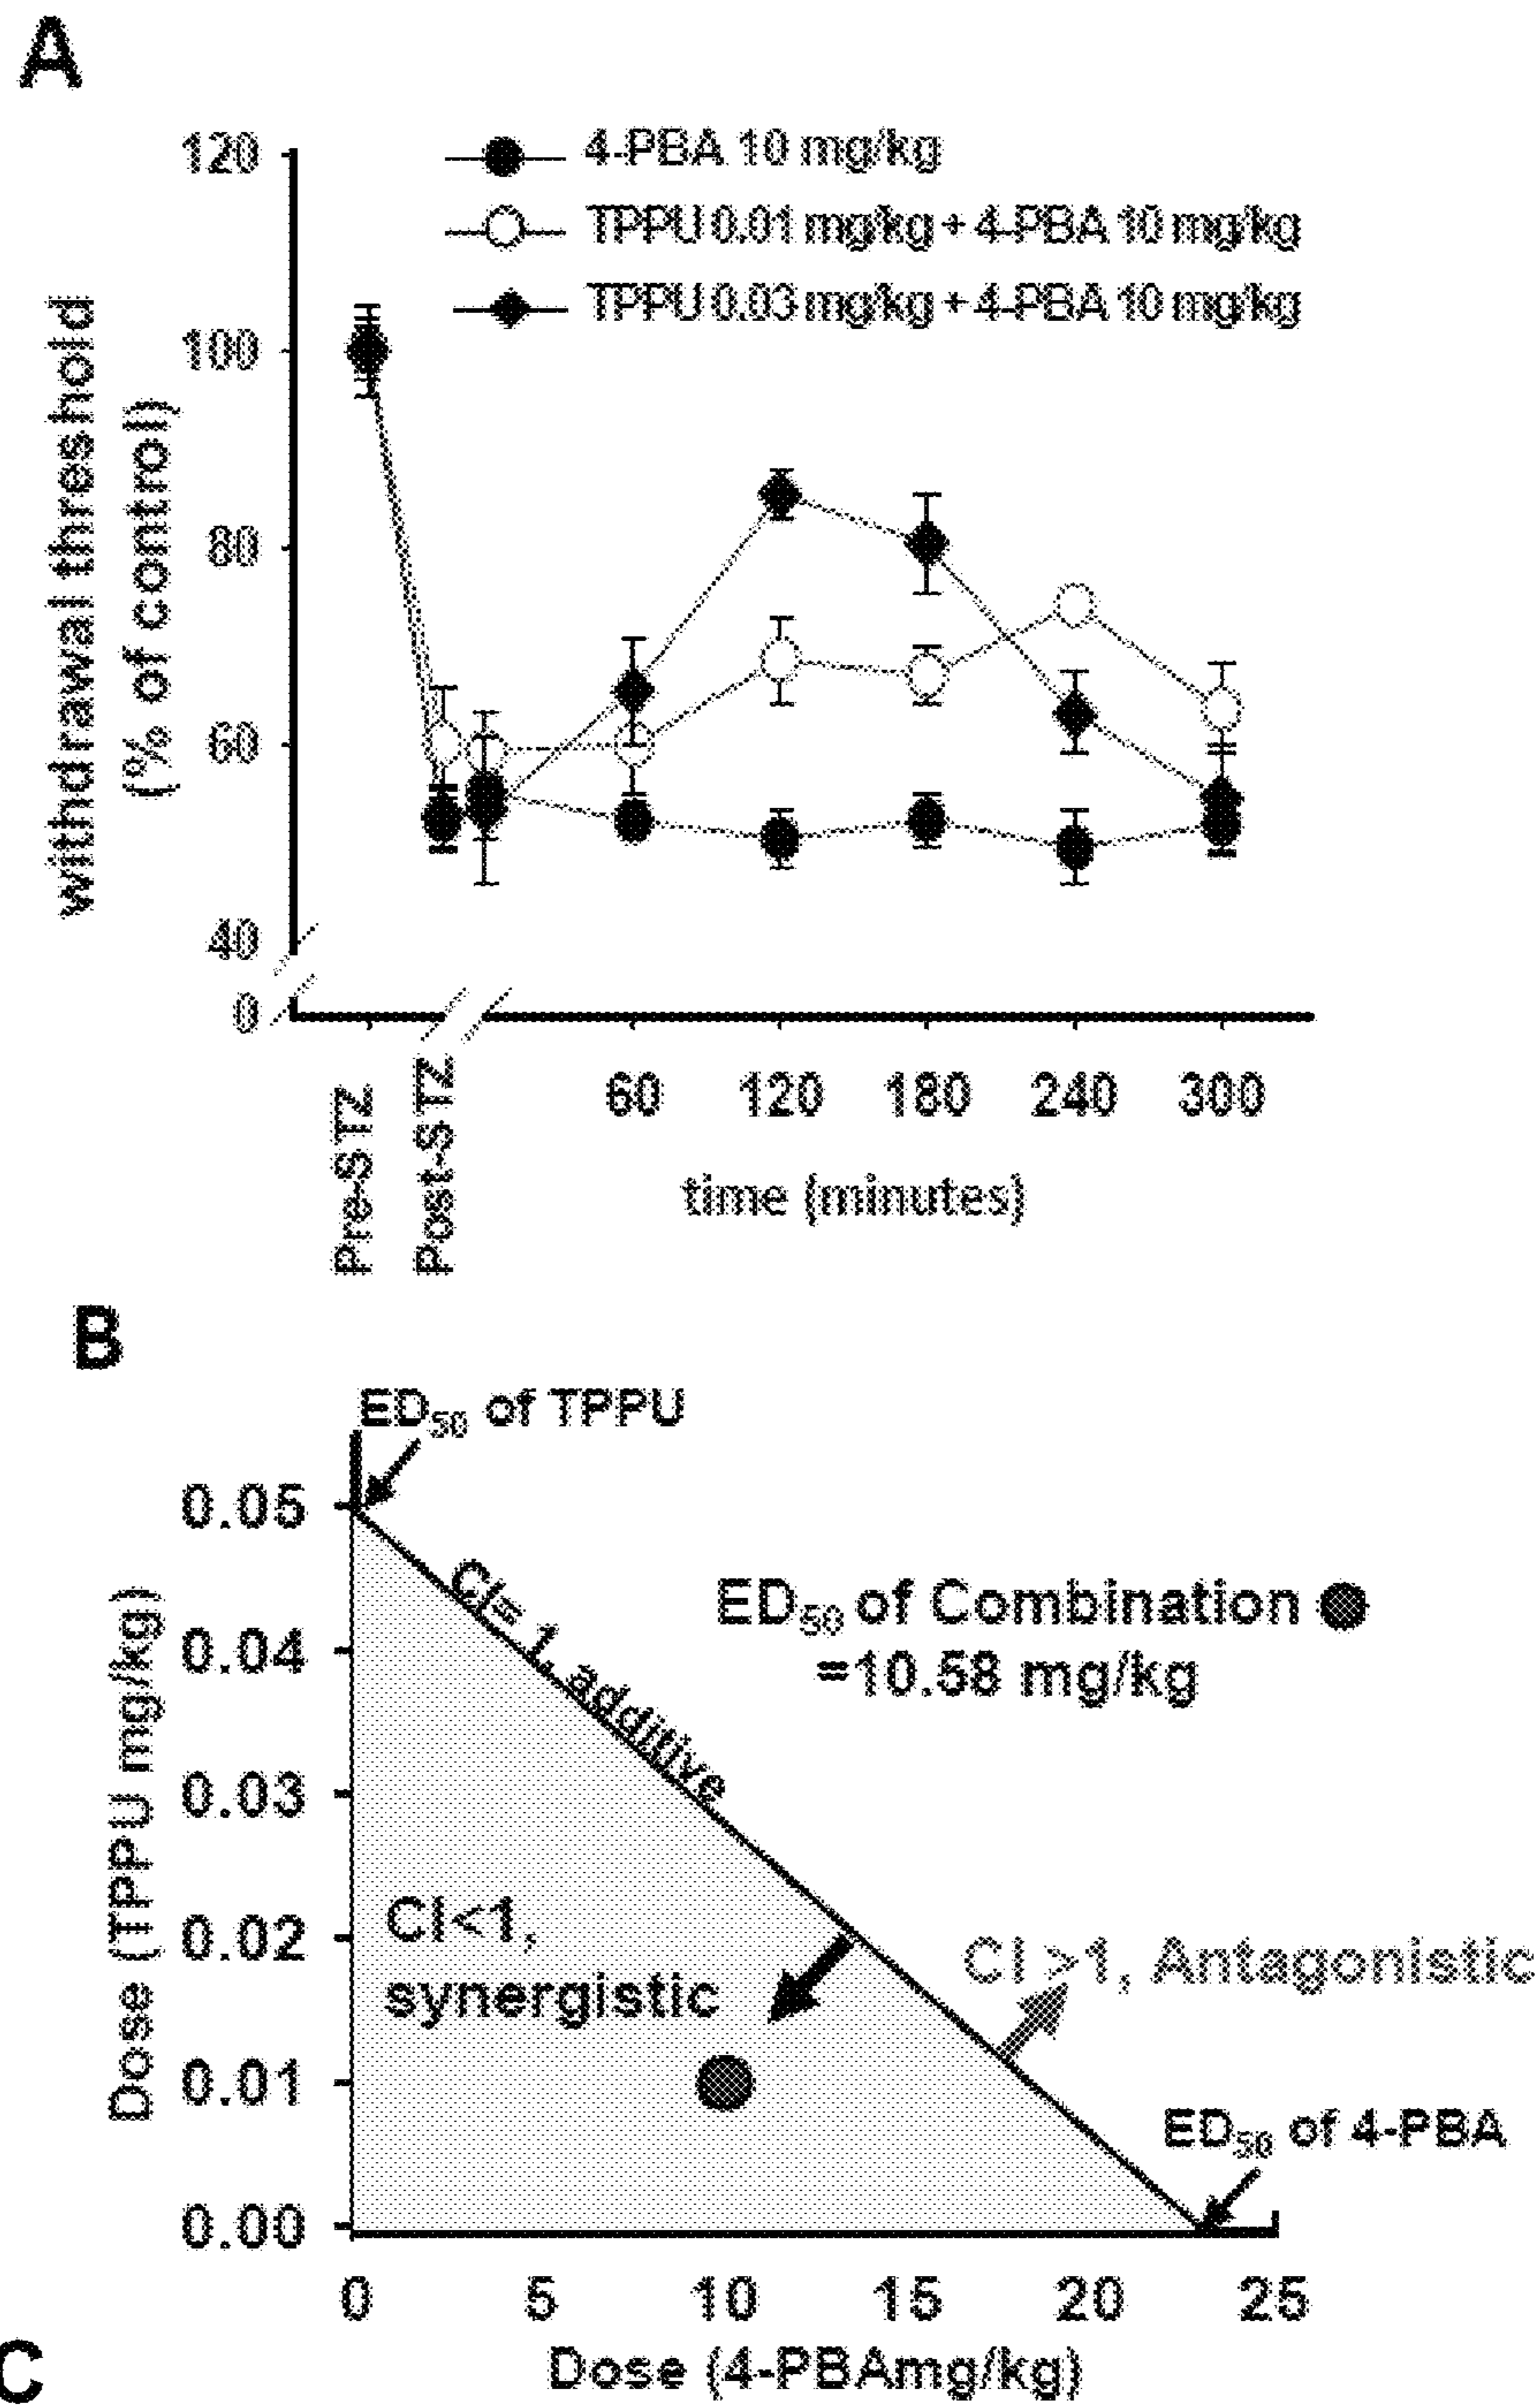 A
120
100
80
60
40
0
withdrawal threshold
(% of control)
4-PBA 10 mg/kg
TPPU 0.01 mg/kg + 4-PBA 10 mg/kg
TPPU 0.03 mg/kg + 4-PBA 10 mg/kg
Pre-STZ
Post-STZ
60 120 180 240 300
time (minutes)
B
ED50 of TPPU
0.05
0.04
0.03
0.02
0.01
0.00
Dose (TPPU mg/kg)
CI= 1, additive
ED50 of Combination
=10.58 mg/kg
CI<1,
synergistic
CI >1, Antagonistic
ED50 of 4-PBA
0 5 10 15 20 25
Dose (4-PBAmg/kg)
C